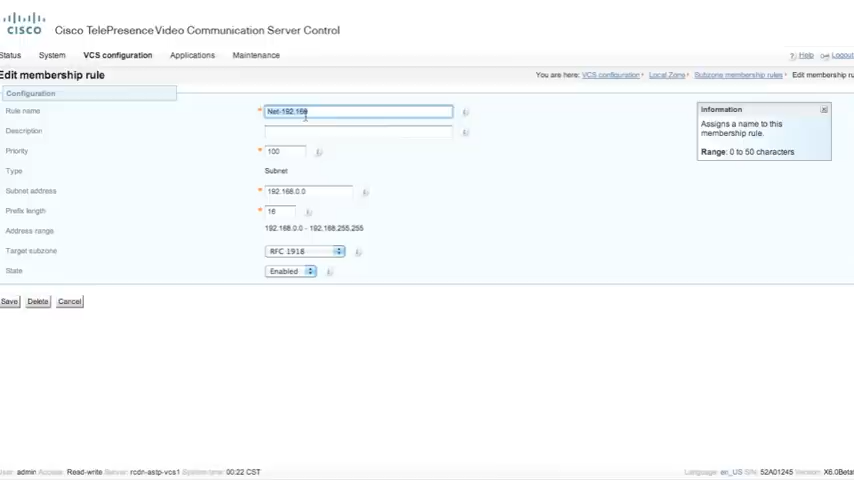 CISCO Cisco TelePresence Video Communication Server Control
Status System VCS configuration Applications Maintenance Help Logout
Edit membership rule You are here: VCS configuration Local Zone Subzone membership rules Edit membership ru
Configuration
Rule name Net-192.168
Description
Priority 100
Type Subnet
Subnet address 192.168.0.0
Prefix length 16
Address range 192.168.0.0 - 192.168.255.255
Target subzone RFC 1918
State Enabled
Information
Assigns a name to this
membership rule.
Range: 0 to 50 characters
Save Delete Cancel
User: admin Access: Read-write Server: rcdn-astp-vcs1 System time: 00:22 CST Language: en_US S/N: 52A01245 Version: X6.0Beta